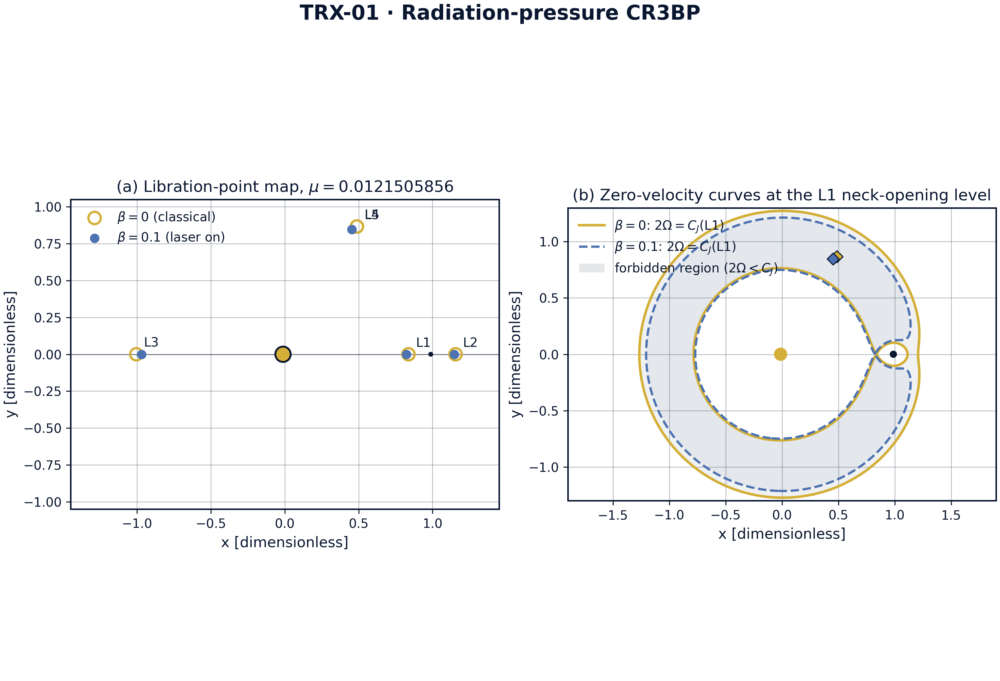 TRX-01 · Radiation-pressure CR3BP
(a) Libration-point map, μ = 0.0121505856
β = 0 (classical)
β = 0.1 (laser on)
L3
L1
L2
1.00
0.75
0.50
0.25
0.00
−0.25
−0.50
−0.75
−1.00
y [dimensionless]
−1.0
−0.5
0.0
0.5
1.0
x [dimensionless]
(b) Zero-velocity curves at the L1 neck-opening level
β = 0: 2Ω = C_J(L1)
β = 0.1: 2Ω = C_J(L1)
forbidden region (2Ω < C_J)
1.0
0.5
0.0
−0.5
−1.0
y [dimensionless]
−1.5
−1.0
−0.5
0.0
0.5
1.0
1.5
x [dimensionless]